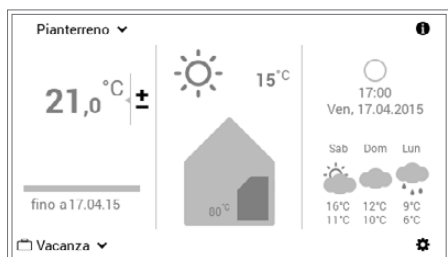 Pianterreno
21,0 °C ±
fino a 17.04.15
Vacanza
15°C
80°C
17:00
Ven, 17.04.2015
Sab Dom Lun
16°C 12°C 9°C
11°C 10°C 6°C